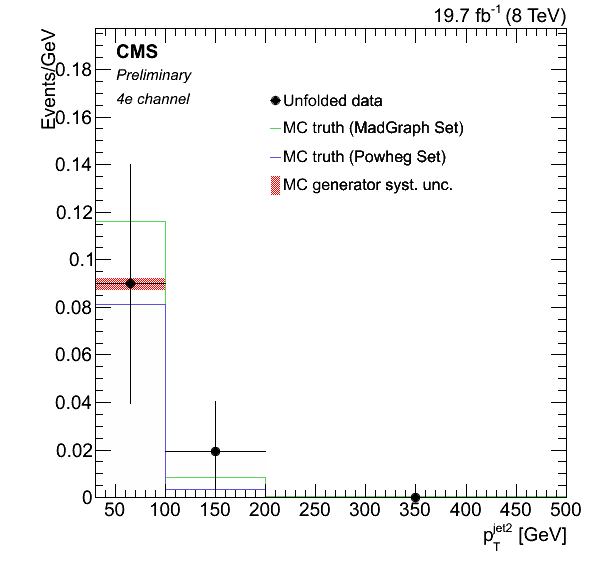 19.7 fb-1 (8 TeV)
Events/GeV
CMS
Preliminary
4e channel
Unfolded data
MC truth (MadGraph Set)
MC truth (Powheg Set)
MC generator syst. unc.
0.18
0.16
0.14
0.12
0.1
0.08
0.06
0.04
0.02
0
50 100 150 200 250 300 350 400 450 500
pTjet2 [GeV]